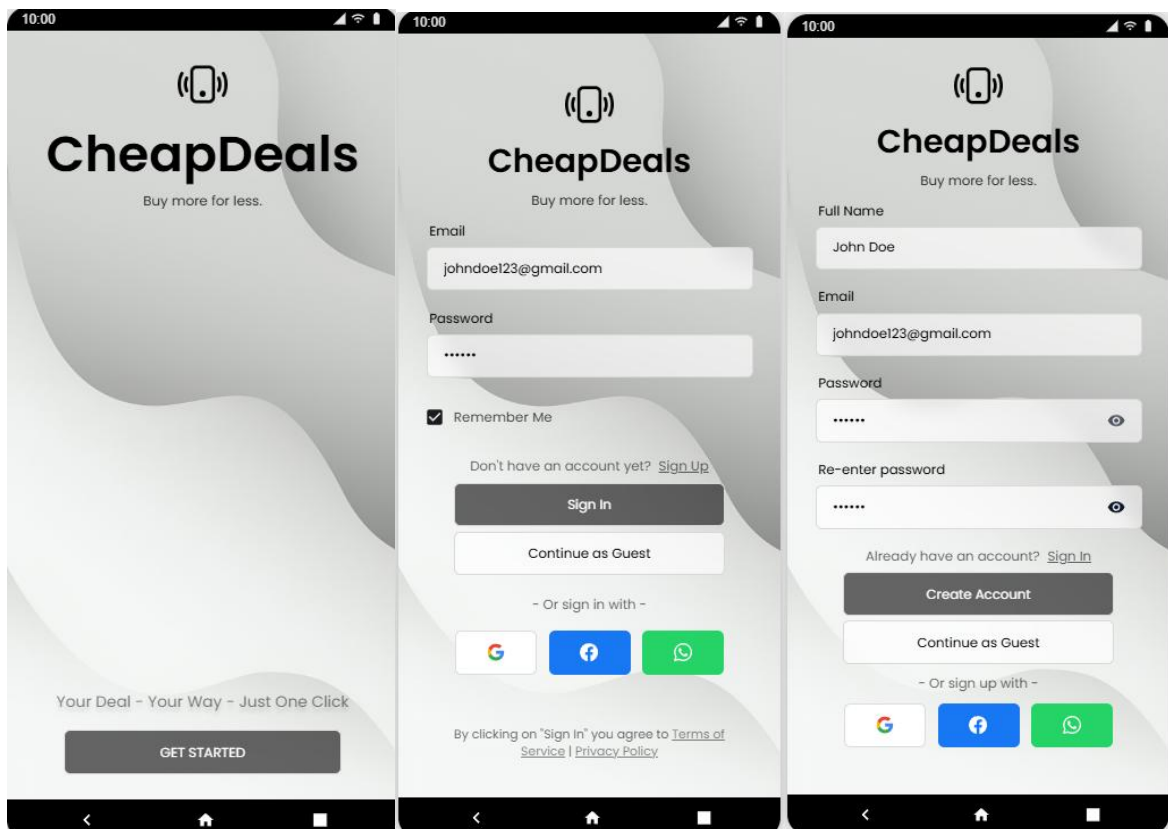 10:00
CheapDeals
Buy more for less.
Your Deal - Your Way - Just One Click
GET STARTED
10:00
CheapDeals
Buy more for less.
Email
johndoe123@gmail.com
Password
••••••
Remember Me
Don't have an account yet? Sign Up
Sign In
Continue as Guest
- Or sign in with -
By clicking on "Sign In" you agree to Terms of
Service | Privacy Policy
10:00
CheapDeals
Buy more for less.
Full Name
John Doe
Email
johndoe123@gmail.com
Password
••••••
Re-enter password
••••••
Already have an account? Sign In
Create Account
Continue as Guest
- Or sign up with -